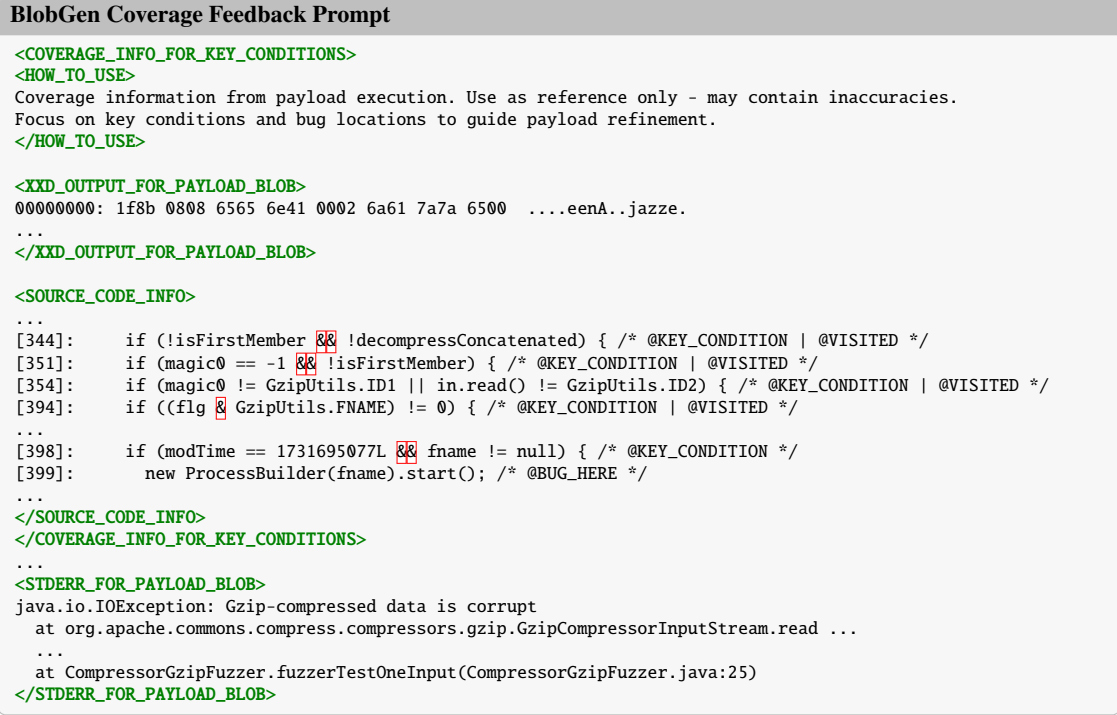 BlobGen Coverage Feedback Prompt
<COVERAGE_INFO_FOR_KEY_CONDITIONS>
<HOW_TO_USE>
Coverage information from payload execution. Use as reference only - may contain inaccuracies.
Focus on key conditions and bug locations to guide payload refinement.
</HOW_TO_USE>
<XXD_OUTPUT_FOR_PAYLOAD_BLOB>
00000000: 1f8b 0808 6565 6e41 0002 6a61 7a7a 6500  ....eenA..jazze.
...
</XXD_OUTPUT_FOR_PAYLOAD_BLOB>
<SOURCE_CODE_INFO>
...
[344]:     if (!isFirstMember && !decompressConcatenated) { /* @KEY_CONDITION | @VISITED */
[351]:     if (magic0 == -1 && !isFirstMember) { /* @KEY_CONDITION | @VISITED */
[354]:     if (magic0 != GzipUtils.ID1 || in.read() != GzipUtils.ID2) { /* @KEY_CONDITION | @VISITED */
[394]:     if ((flg & GzipUtils.FNAME) != 0) { /* @KEY_CONDITION | @VISITED */
...
[398]:     if (modTime == 1731695077L && fname != null) { /* @KEY_CONDITION */
[399]:       new ProcessBuilder(fname).start(); /* @BUG_HERE */
...
</SOURCE_CODE_INFO>
</COVERAGE_INFO_FOR_KEY_CONDITIONS>
...
<STDERR_FOR_PAYLOAD_BLOB>
java.io.IOException: Gzip-compressed data is corrupt
  at org.apache.commons.compress.compressors.gzip.GzipCompressorInputStream.read ...
  ...
  at CompressorGzipFuzzer.fuzzerTestOneInput(CompressorGzipFuzzer.java:25)
</STDERR_FOR_PAYLOAD_BLOB>